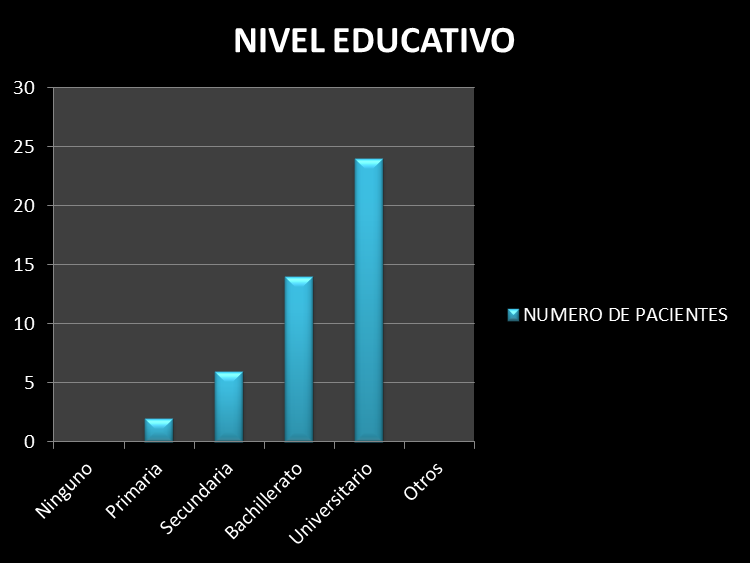 NIVEL EDUCATIVO
30
25
20
15
10
5
0
Ninguno
Primaria
Secundaria
Bachillerato
Universitario
Otros
NUMERO DE PACIENTES